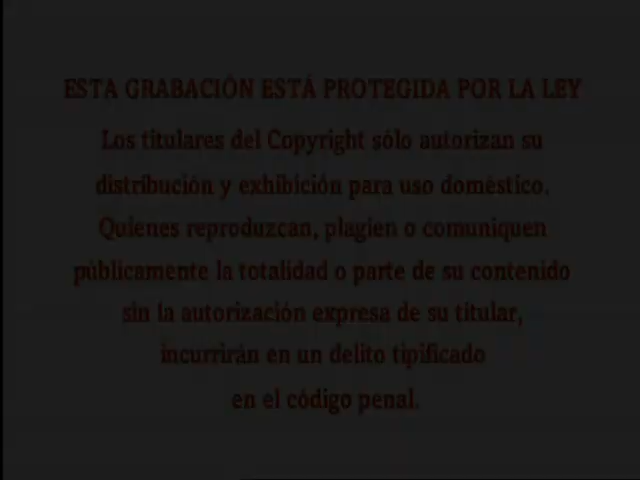 ESTA GRABACIÓN ESTÁ PROTEGIDA POR LA LEY
Los titulares del Copyright sólo autorizan su
distribución y exhibición para uso doméstico.
Quienes reproduzcan, plagien o comuniquen
públicamente la totalidad o parte de su contenido
sin la autorización expresa de su titular,
incurrirán en un delito tipificado
en el código penal.